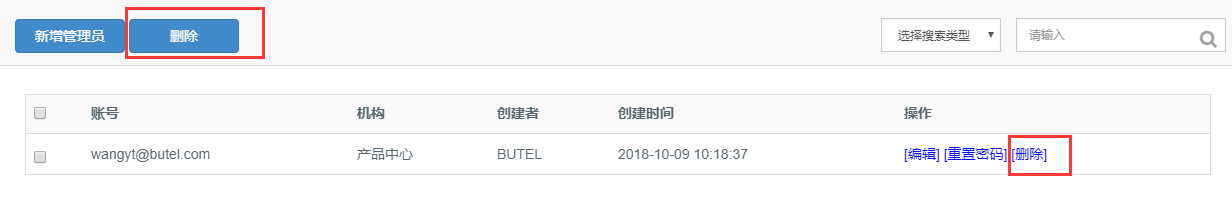 新增管理员 删除 选择搜索类型 请输入
账号 机构 创建者 创建时间 操作
wangyt@butel.com 产品中心 BUTEL 2018-10-09 10:18:37 [编辑] [重置密码] [删除]